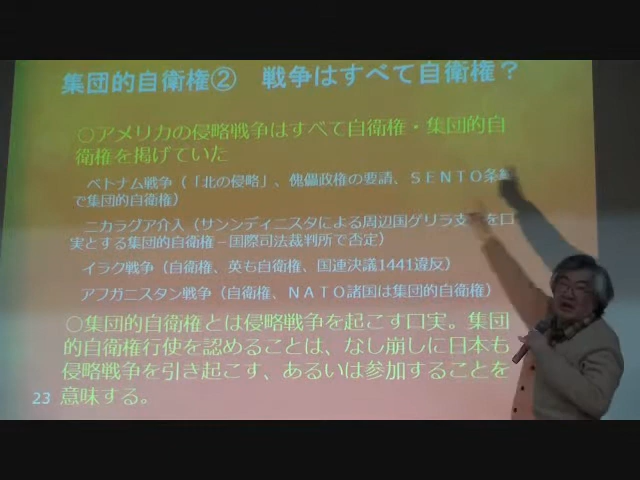 集団的自衛権② 戦争はすべて自衛権？
○アメリカの侵略戦争はすべて自衛権・集団的自
衛権を掲げていた
ベトナム戦争（「北の侵略」、傀儡政権の要請、ＳＥＮＴＯ条約
で集団的自衛権）
ニカラグア介入（サンンディニスタによる周辺国ゲリラ支援を口
実とする集団的自衛権－国際司法裁判所で否定）
イラク戦争（自衛権、英も自衛権、国連決議1441違反）
アフガニスタン戦争（自衛権、ＮＡＴＯ諸国は集団的自衛権）
○集団的自衛権とは侵略戦争を起こす口実。集団
的自衛権行使を認めることは、なし崩しに日本も
侵略戦争を引き起こす、あるいは参加することを
意味する。
23